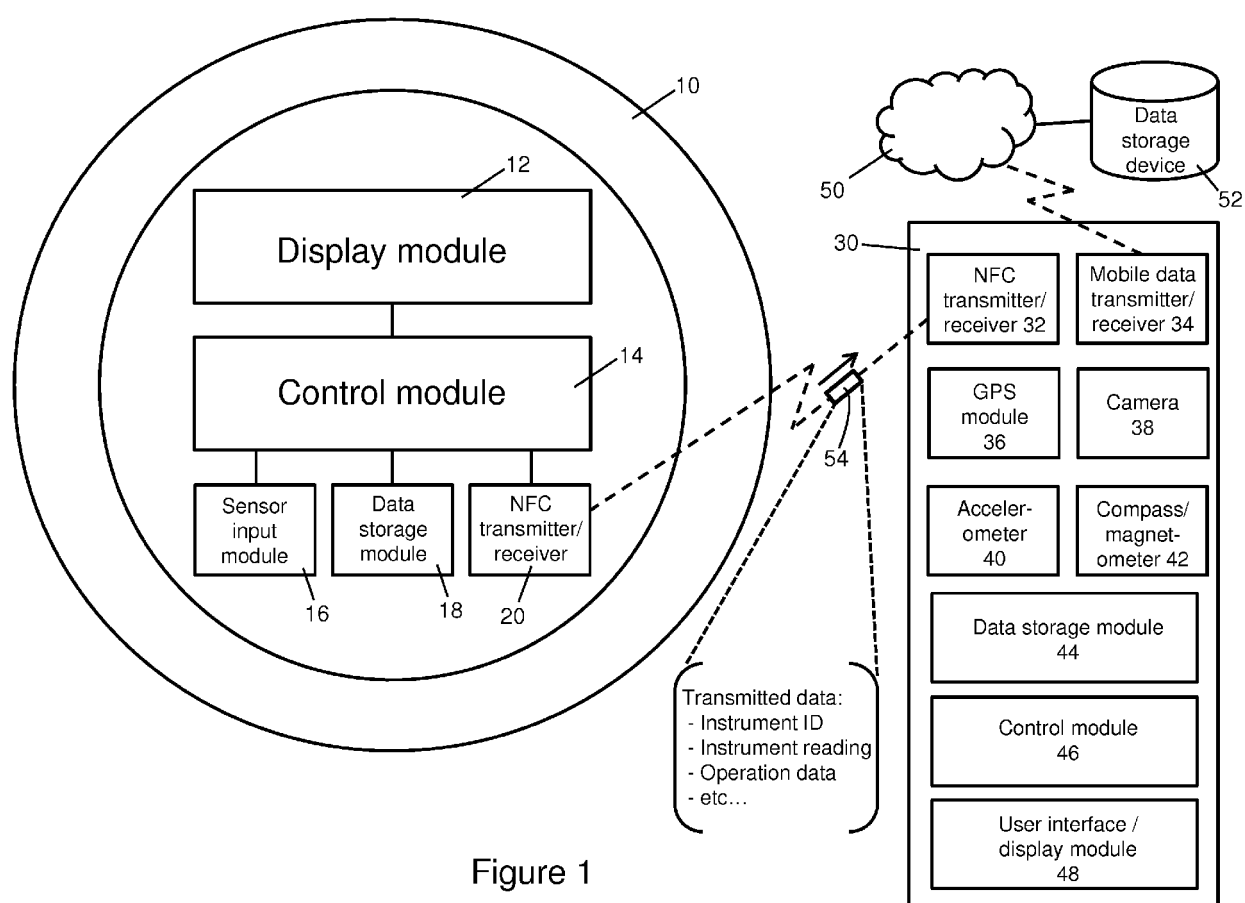 10
12
Display module
14
Control module
Sensor
input
module
16
Data
storage
module
18
NFC
transmitter/
receiver
20
50
Data
storage
device
52
30
NFC
transmitter/
receiver 32
Mobile data
transmitter/
receiver 34
GPS
module
36
Camera
38
54
Acceler-
ometer
40
Compass/
magnet-
ometer 42
Data storage module
44
Control module
46
User interface /
display module
48
Transmitted data:
- Instrument ID
- Instrument reading
- Operation data
- etc...
Figure 1